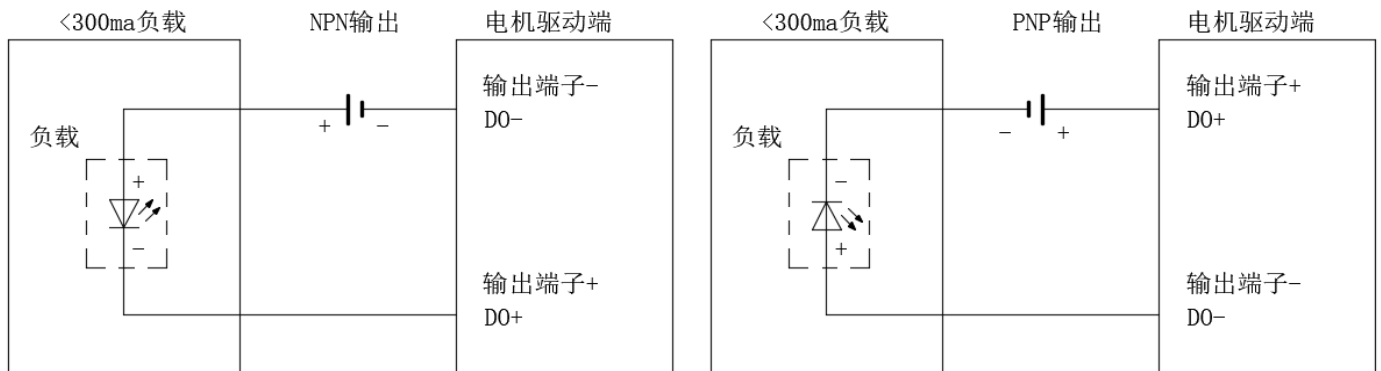 <300ma负载
NPN输出
电机驱动端
输出端子-
DO-
+
-
负载
+
-
输出端子+
DO+
<300ma负载
PNP输出
电机驱动端
输出端子+
DO+
-
+
负载
-
+
输出端子-
DO-